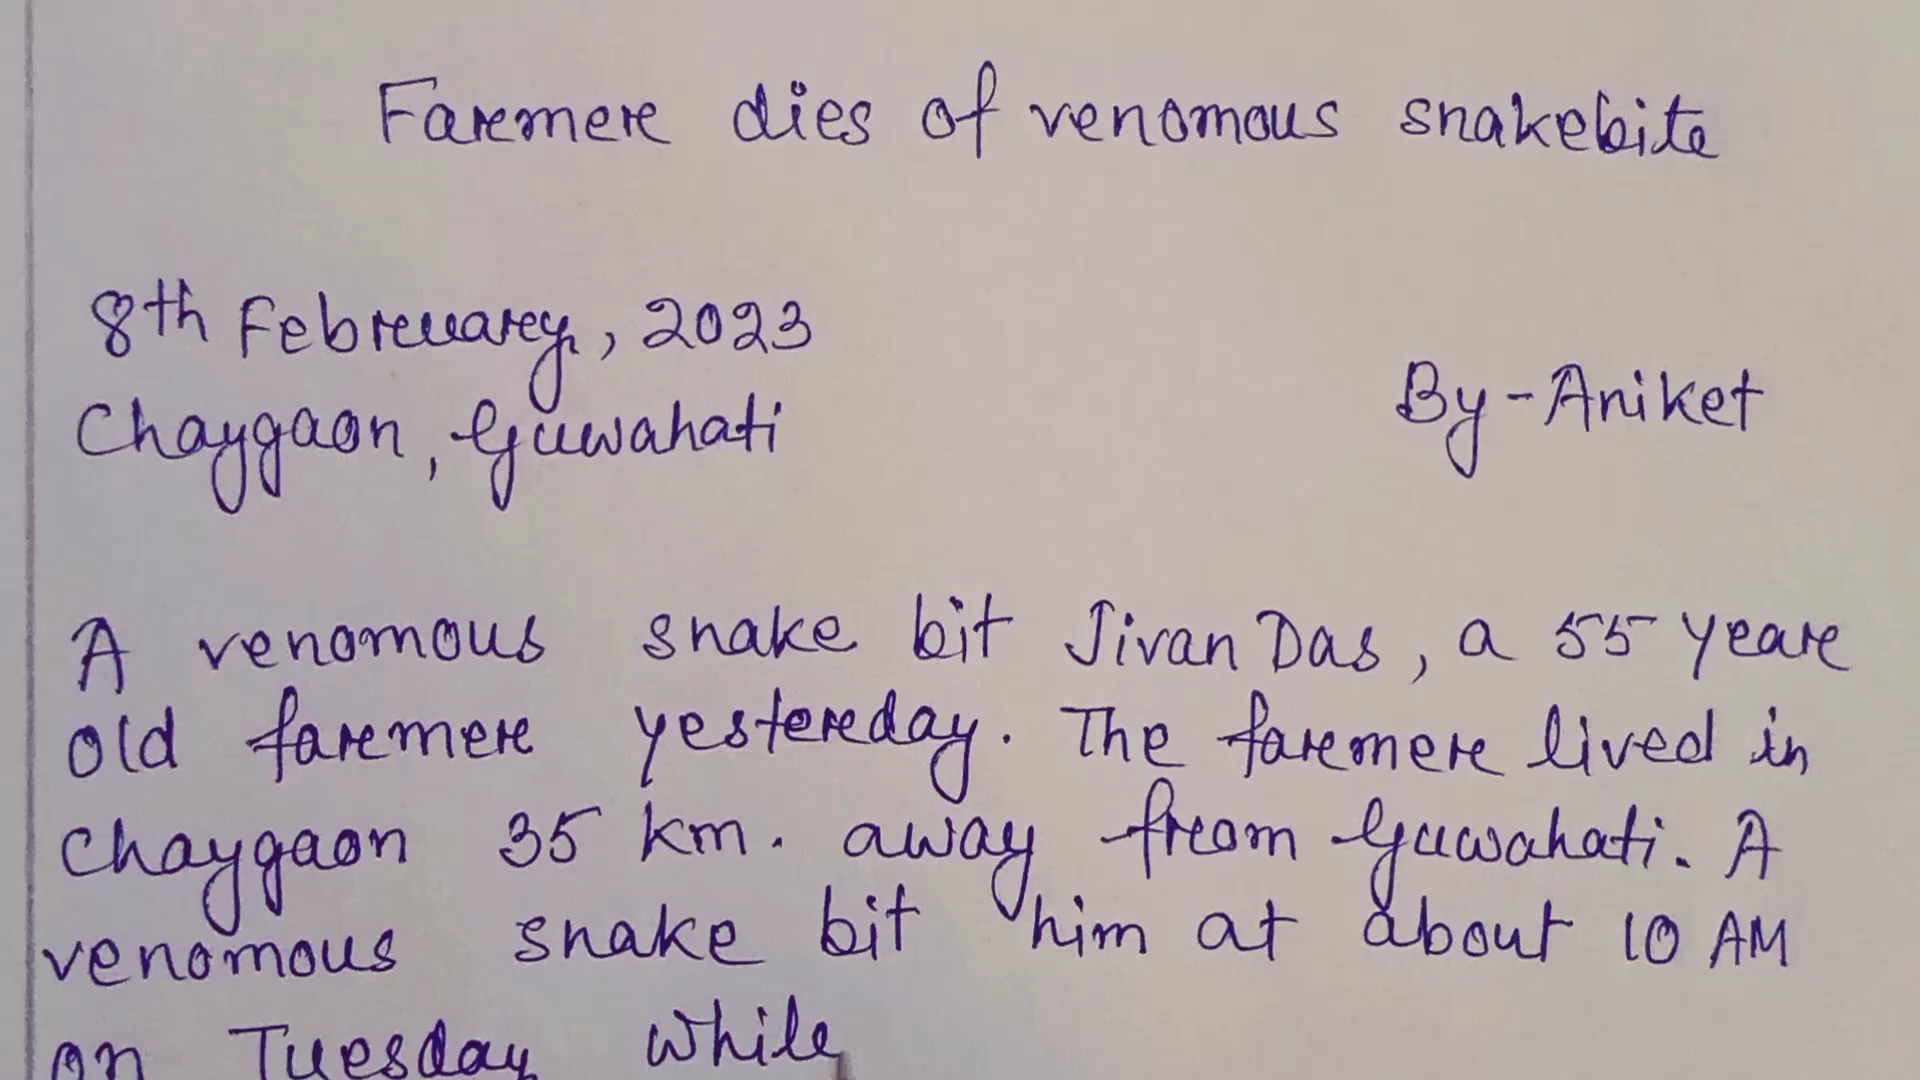 Farmer dies of venomous snakebite
8th February, 2023
Chaygaon, Guwahati
By-Aniket
A venomous snake bit Jivan Das, a 55 year
old farmer yesterday. The farmer lived in
Chaygaon 35 km. away from Guwahati. A
venomous snake bit him at about 10 AM
on Tuesday while